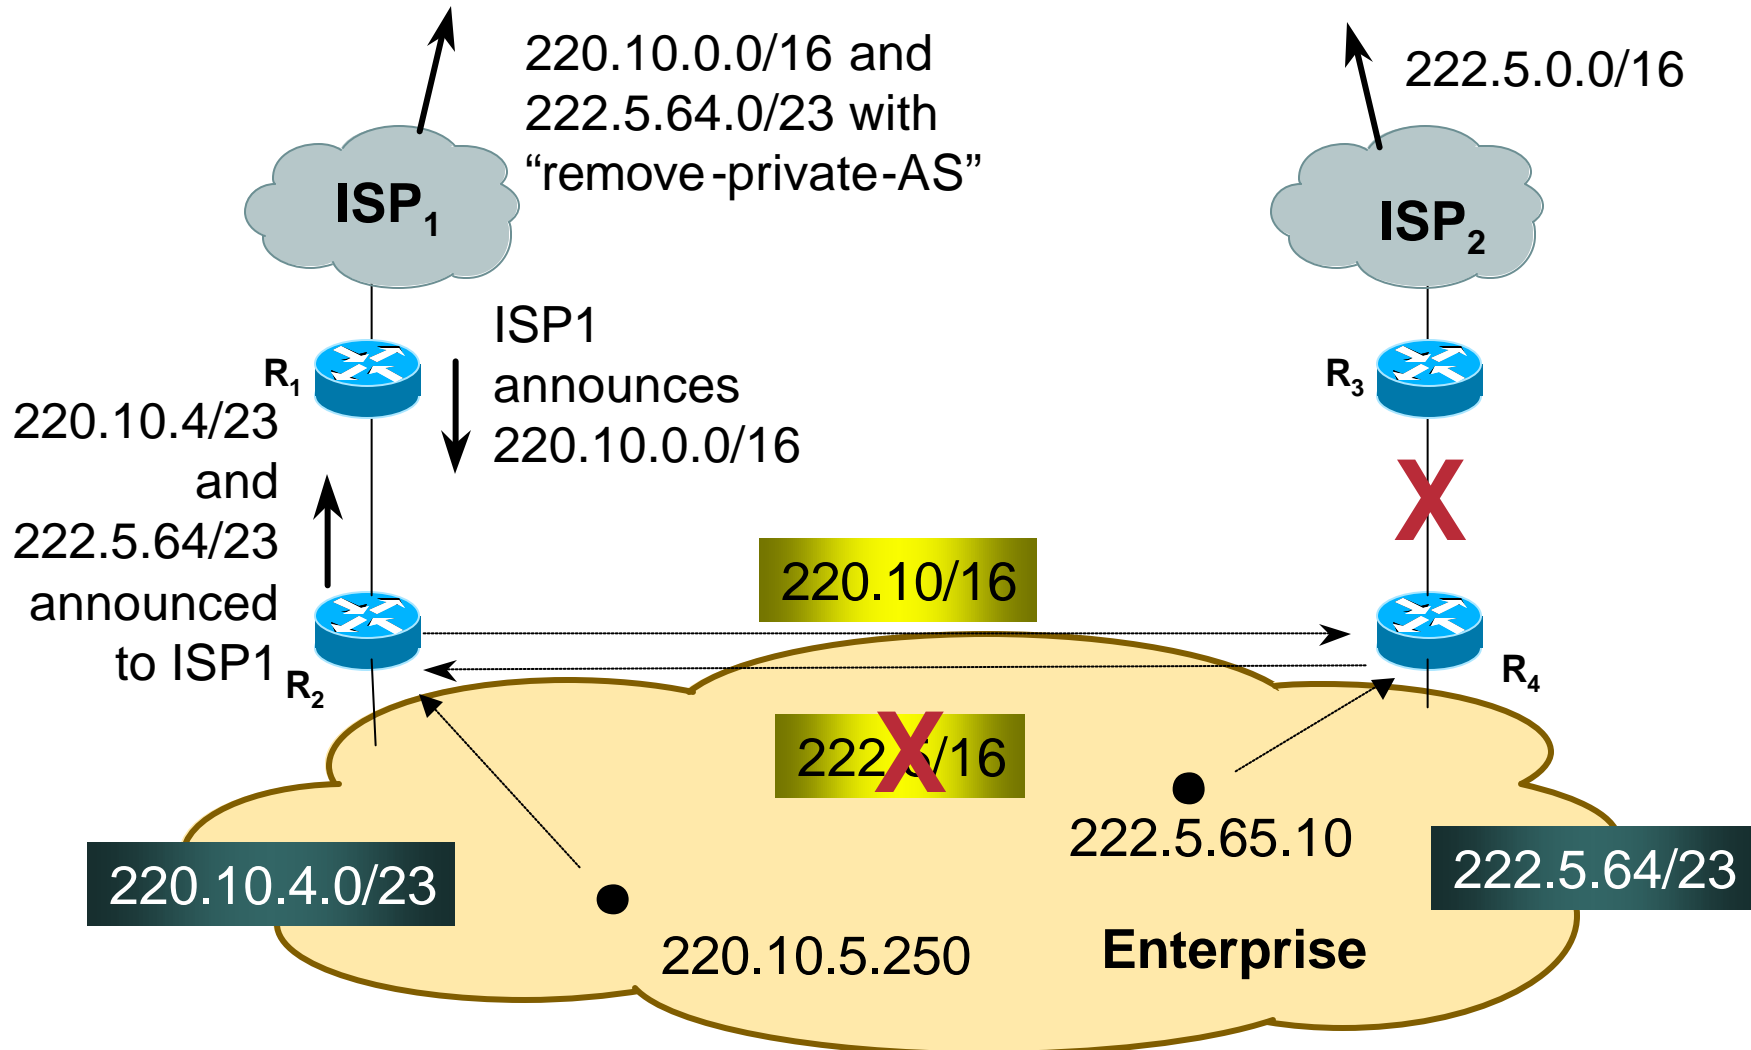 220.10.0.0/16 and
222.5.64.0/23 with
“remove-private-AS”
222.5.0.0/16
ISP1
ISP2
ISP1
announces
220.10.0.0/16
R1
R3
220.10.4/23
and
222.5.64/23
announced
to ISP1
220.10/16
R2
R4
222.5/16
X
X
222.5.65.10
220.10.4.0/23
222.5.64/23
220.10.5.250
Enterprise